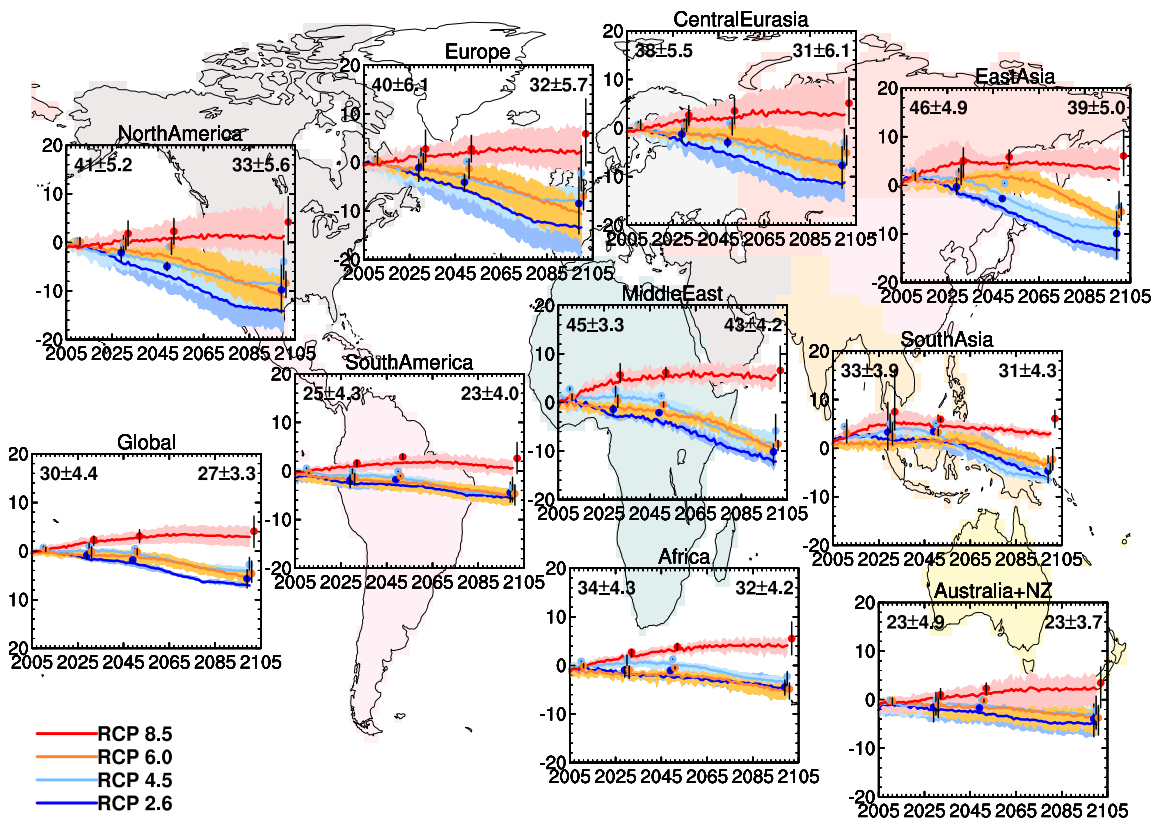 CentralEurasia
20
38±5.5
31±6.1
10
0
-10
-20
2005 2025 2045 2065 2085 2105
Europe
20
40±6.1
32±5.7
10
0
-10
-20
2005 2025 2045 2065 2085 2105
EastAsia
20
46±4.9
39±5.0
10
0
-10
-20
2005 2025 2045 2065 2085 2105
NorthAmerica
20
41±5.2
33±5.6
10
0
-10
-20
2005 2025 2045 2065 2085 2105
MiddleEast
20
45±3.3
43±4.2
10
0
-10
-20
2005 2025 2045 2065 2085 2105
SouthAsia
20
33±3.9
31±4.3
10
0
-10
-20
2005 2025 2045 2065 2085 2105
SouthAmerica
20
25±4.3
23±4.0
10
0
-10
-20
2005 2025 2045 2065 2085 2105
Global
20
30±4.4
27±3.3
10
0
10
20
2005 2025 2045 2065 2085 2105
Africa
20
34±4.3
32±4.2
10
0
-10
-20
2005 2025 2045 2065 2085 2105
Australia+NZ
20
23±4.9
23±3.7
10
0
-10
-20
2005 2025 2045 2065 2085 2105
RCP 8.5
RCP 6.0
RCP 4.5
RCP 2.6